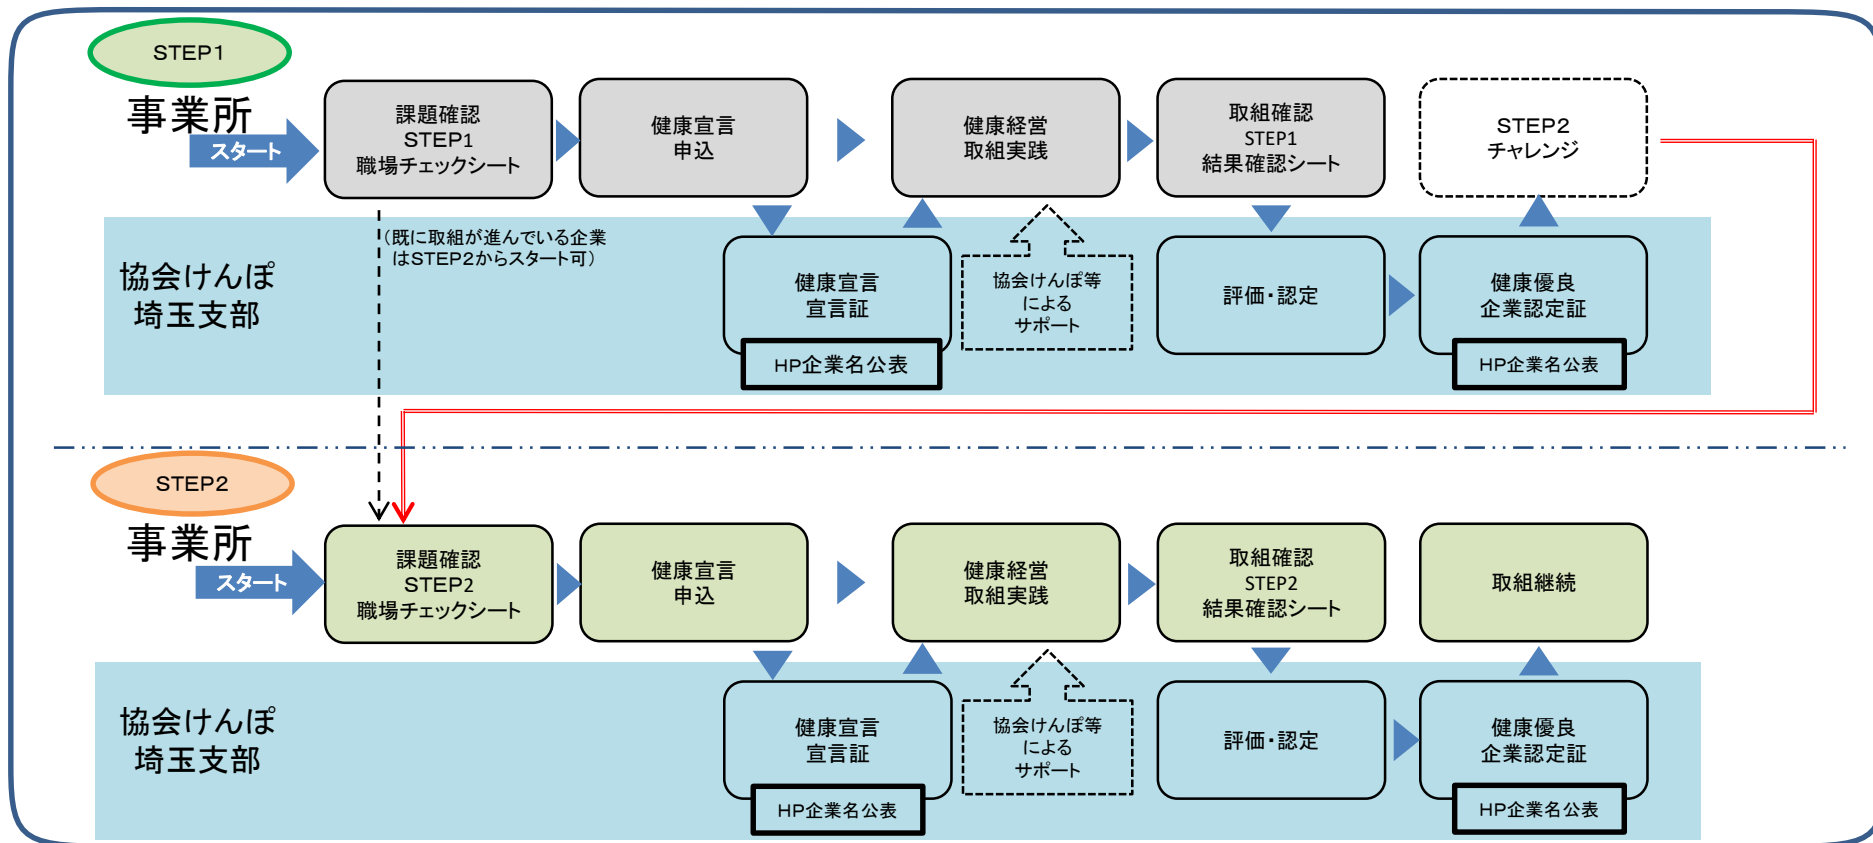 STEP1
事業所
スタート
課題確認
STEP1
職場チェックシート
健康宣言
申込
健康経営
取組実践
取組確認
STEP1
結果確認シート
STEP2
チャレンジ
（既に取組が進んでいる企業
はSTEP2からスタート可）
協会けんぽ
埼玉支部
健康宣言
宣言証
HP企業名公表
協会けんぽ等
による
サポート
評価・認定
健康優良
企業認定証
HP企業名公表
STEP2
事業所
スタート
課題確認
STEP2
職場チェックシート
健康宣言
申込
健康経営
取組実践
取組確認
STEP2
結果確認シート
取組継続
協会けんぽ
埼玉支部
健康宣言
宣言証
HP企業名公表
協会けんぽ等
による
サポート
評価・認定
健康優良
企業認定証
HP企業名公表